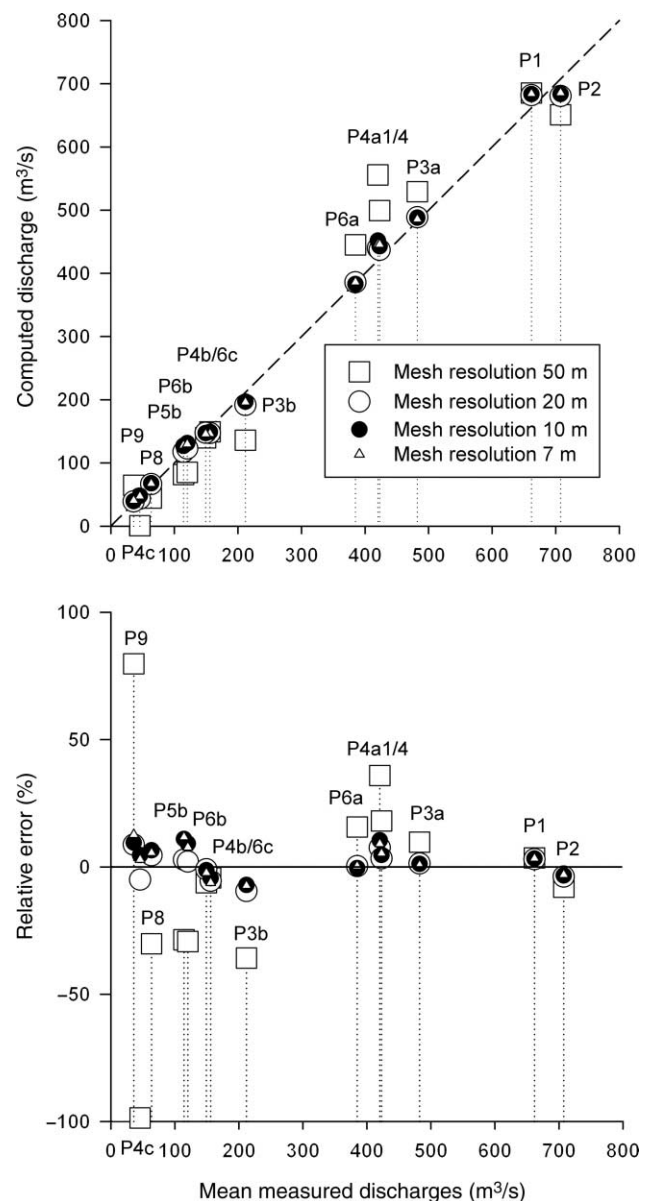 800
700
600
500
400
300
200
100
0
Computed discharge (m³/s)
P1
P2
P4a1/4
P3a
P6a
P4b/6c
P6b
P5b
P3b
P9
P8
P4c
Mesh resolution 50 m
Mesh resolution 20 m
Mesh resolution 10 m
Mesh resolution 7 m
0 100 200 300 400 500 600 700 800
100
50
0
−50
−100
Relative error (%)
P9
P4a1/4
P6a
P3a
P5b
P6b
P1
P4b/6c
P2
P8
P3b
P4c
0 100 200 300 400 500 600 700 800
Mean measured discharges (m³/s)